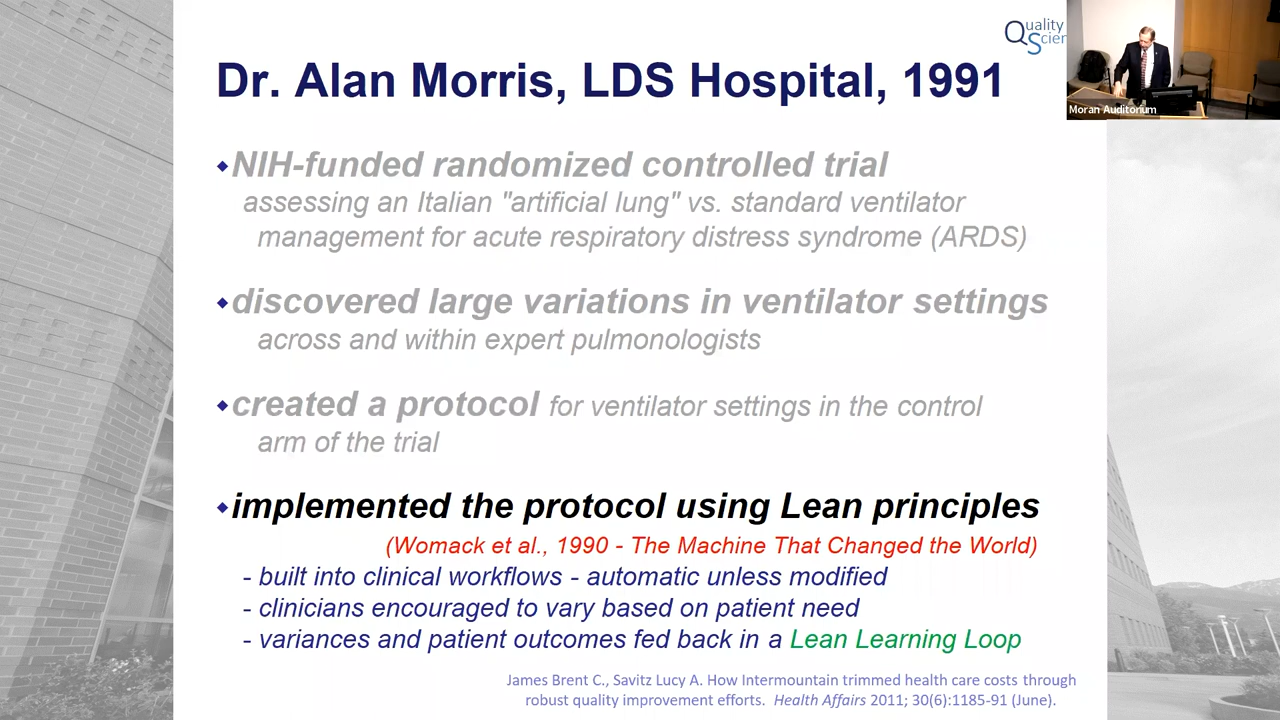 Quality
Scien
Moran Auditorium
Dr. Alan Morris, LDS Hospital, 1991
NIH-funded randomized controlled trial
assessing an Italian "artificial lung" vs. standard ventilator
management for acute respiratory distress syndrome (ARDS)
discovered large variations in ventilator settings
across and within expert pulmonologists
created a protocol for ventilator settings in the control
arm of the trial
implemented the protocol using Lean principles
(Womack et al., 1990 - The Machine That Changed the World)
- built into clinical workflows - automatic unless modified
- clinicians encouraged to vary based on patient need
- variances and patient outcomes fed back in a Lean Learning Loop
James Brent C., Savitz Lucy A. How Intermountain trimmed health care costs through
robust quality improvement efforts. Health Affairs 2011; 30(6):1185-91 (June).